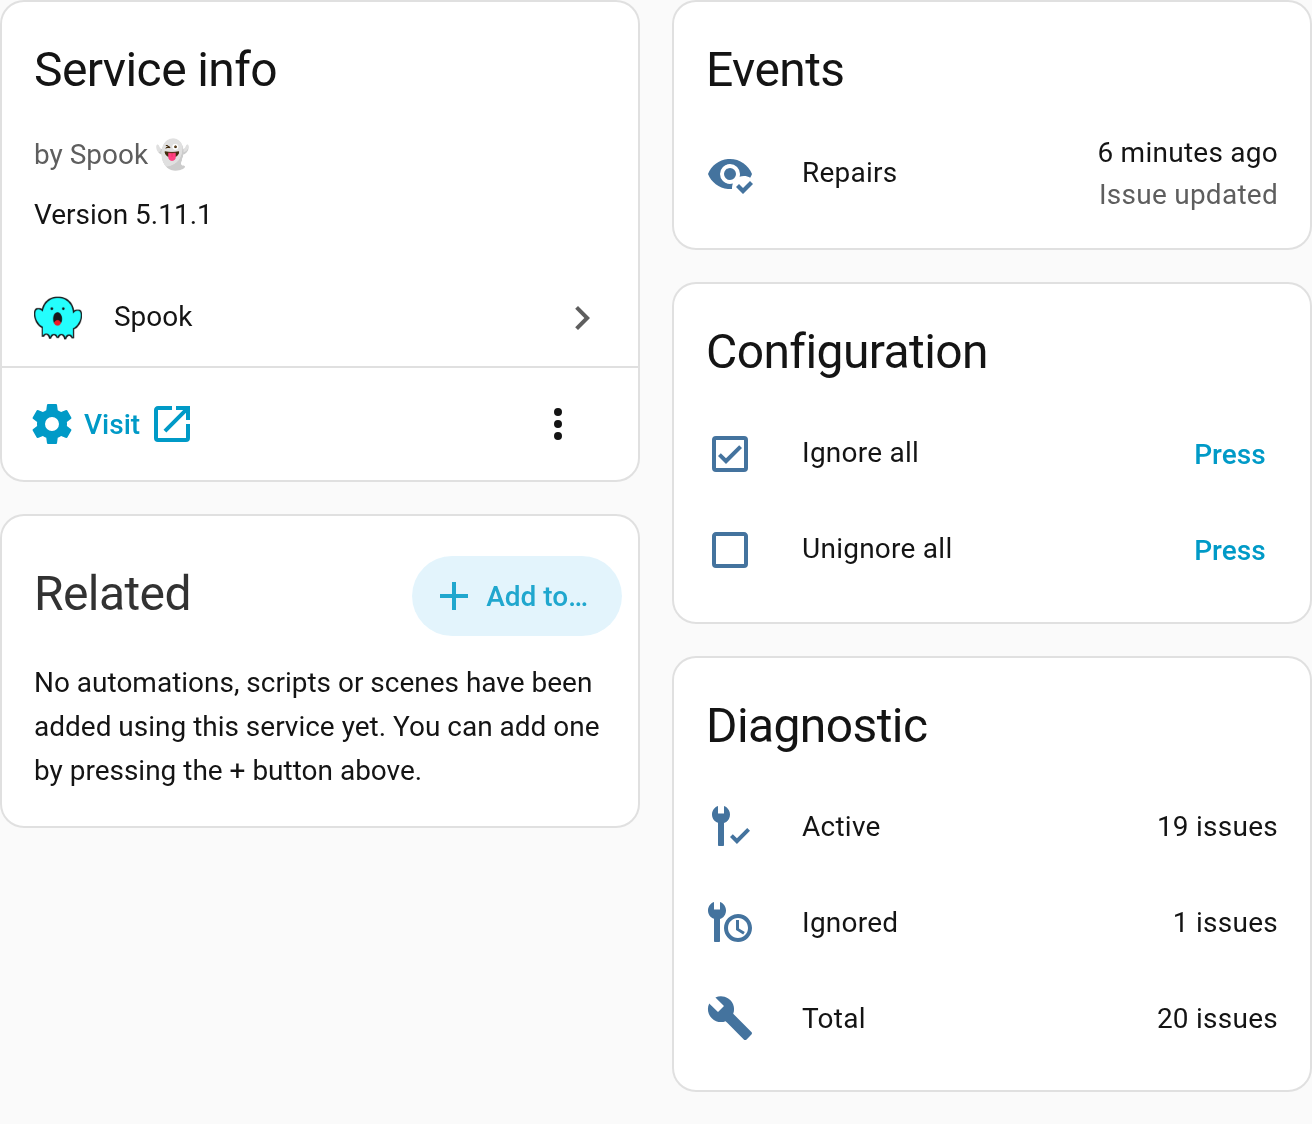 Service info
by Spook 👻
Version 5.11.1
Spook
Visit
Related
Add to...
No automations, scripts or scenes have been
added using this service yet. You can add one
by pressing the + button above.
Events
Repairs
6 minutes ago
Issue updated
Configuration
Ignore all Press
Unignore all Press
Diagnostic
Active 19 issues
Ignored 1 issues
Total 20 issues